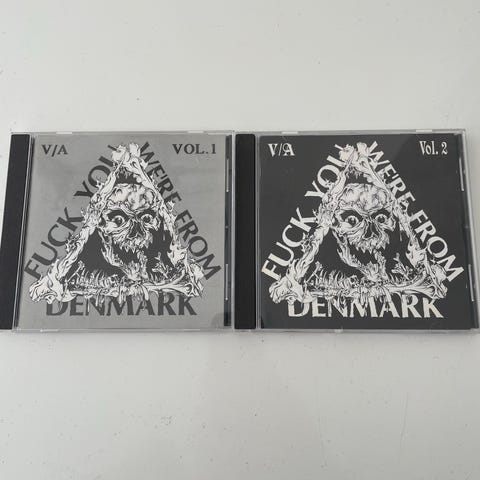 V/A VOL.1
FUCK YOU WE'RE FROM
DENMARK
V/A Vol. 2
FUCK YOU WE'RE FROM
DENMARK